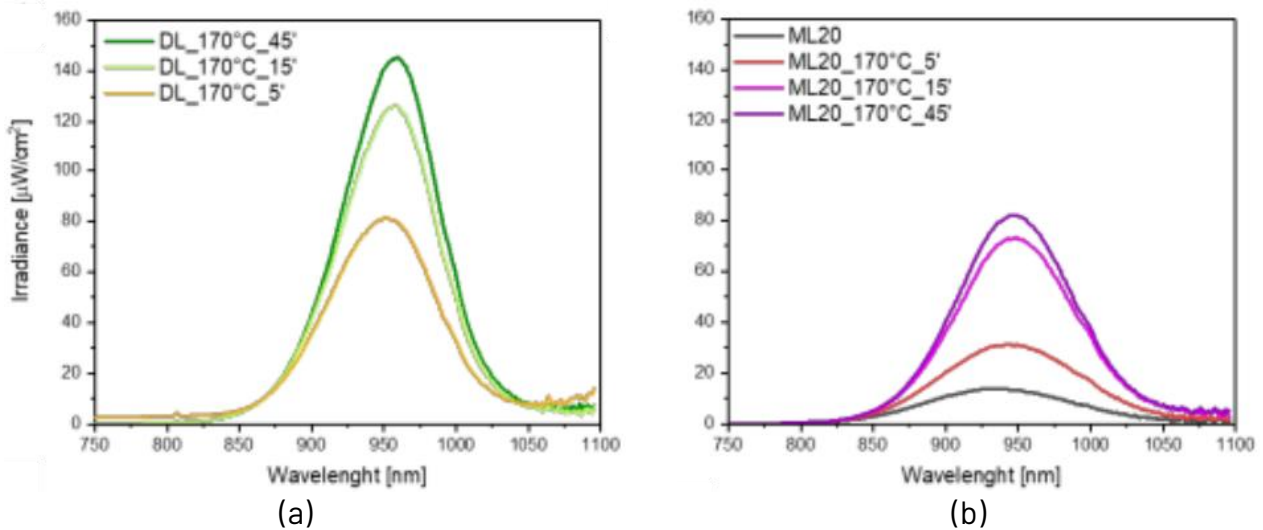 160
140
120
100
80
60
40
20
0
Irradiance [μW/cm²]
DL_170°C_45'
DL_170°C_15'
DL_170°C_5'
750 800 850 900 950 1000 1050 1100
Wavelenght [nm]
(a)
160
140
120
100
80
60
40
20
0
ML20
ML20_170°C_5'
ML20_170°C_15'
ML20_170°C_45'
750 800 850 900 950 1000 1050 1100
Wavelenght [nm]
(b)